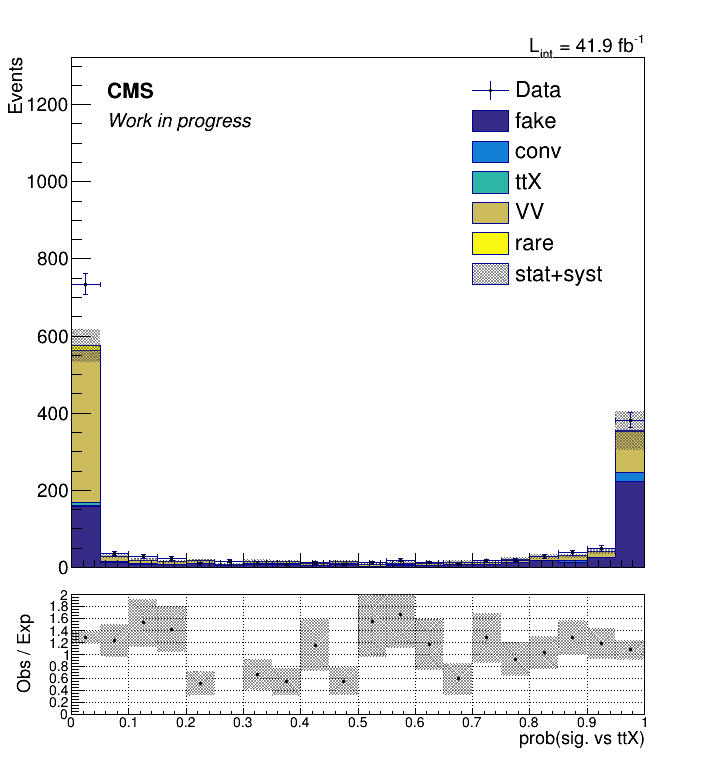 L_int = 41.9 fb^-1
Events
CMS
Work in progress
Data
fake
conv
ttX
VV
rare
stat+syst
1200
1000
800
600
400
200
0
Obs / Exp
2
1.8
1.6
1.4
1.2
1
0.8
0.6
0.4
0.2
0
0 0.1 0.2 0.3 0.4 0.5 0.6 0.7 0.8 0.9 1
prob(sig. vs ttX)